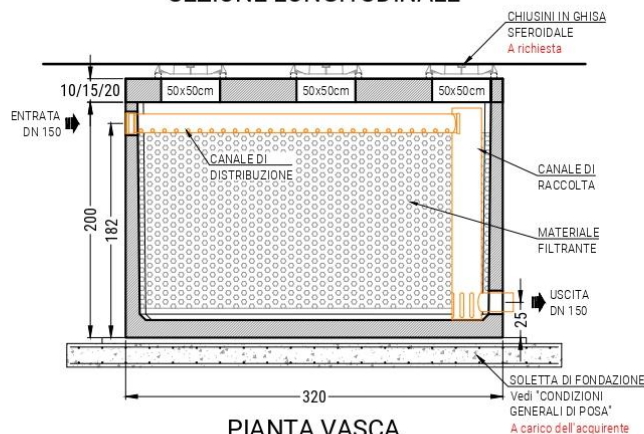 SEZIONE LONGITUDINALE
CHIUSINI IN GHISA
SFEROIDALE
A richiesta
10/15/20
50x50cm
50x50cm
50x50cm
ENTRATA
DN 150
CANALE DI
DISTRIBUZIONE
CANALE DI
RACCOLTA
200
182
MATERIALE
FILTRANTE
USCITA
DN 150
25
320
SOLETTA DI FONDAZIONE
Vedi "CONDIZIONI
GENERALI DI POSA"
A carico dell'acquirente
PIANTA VASCA